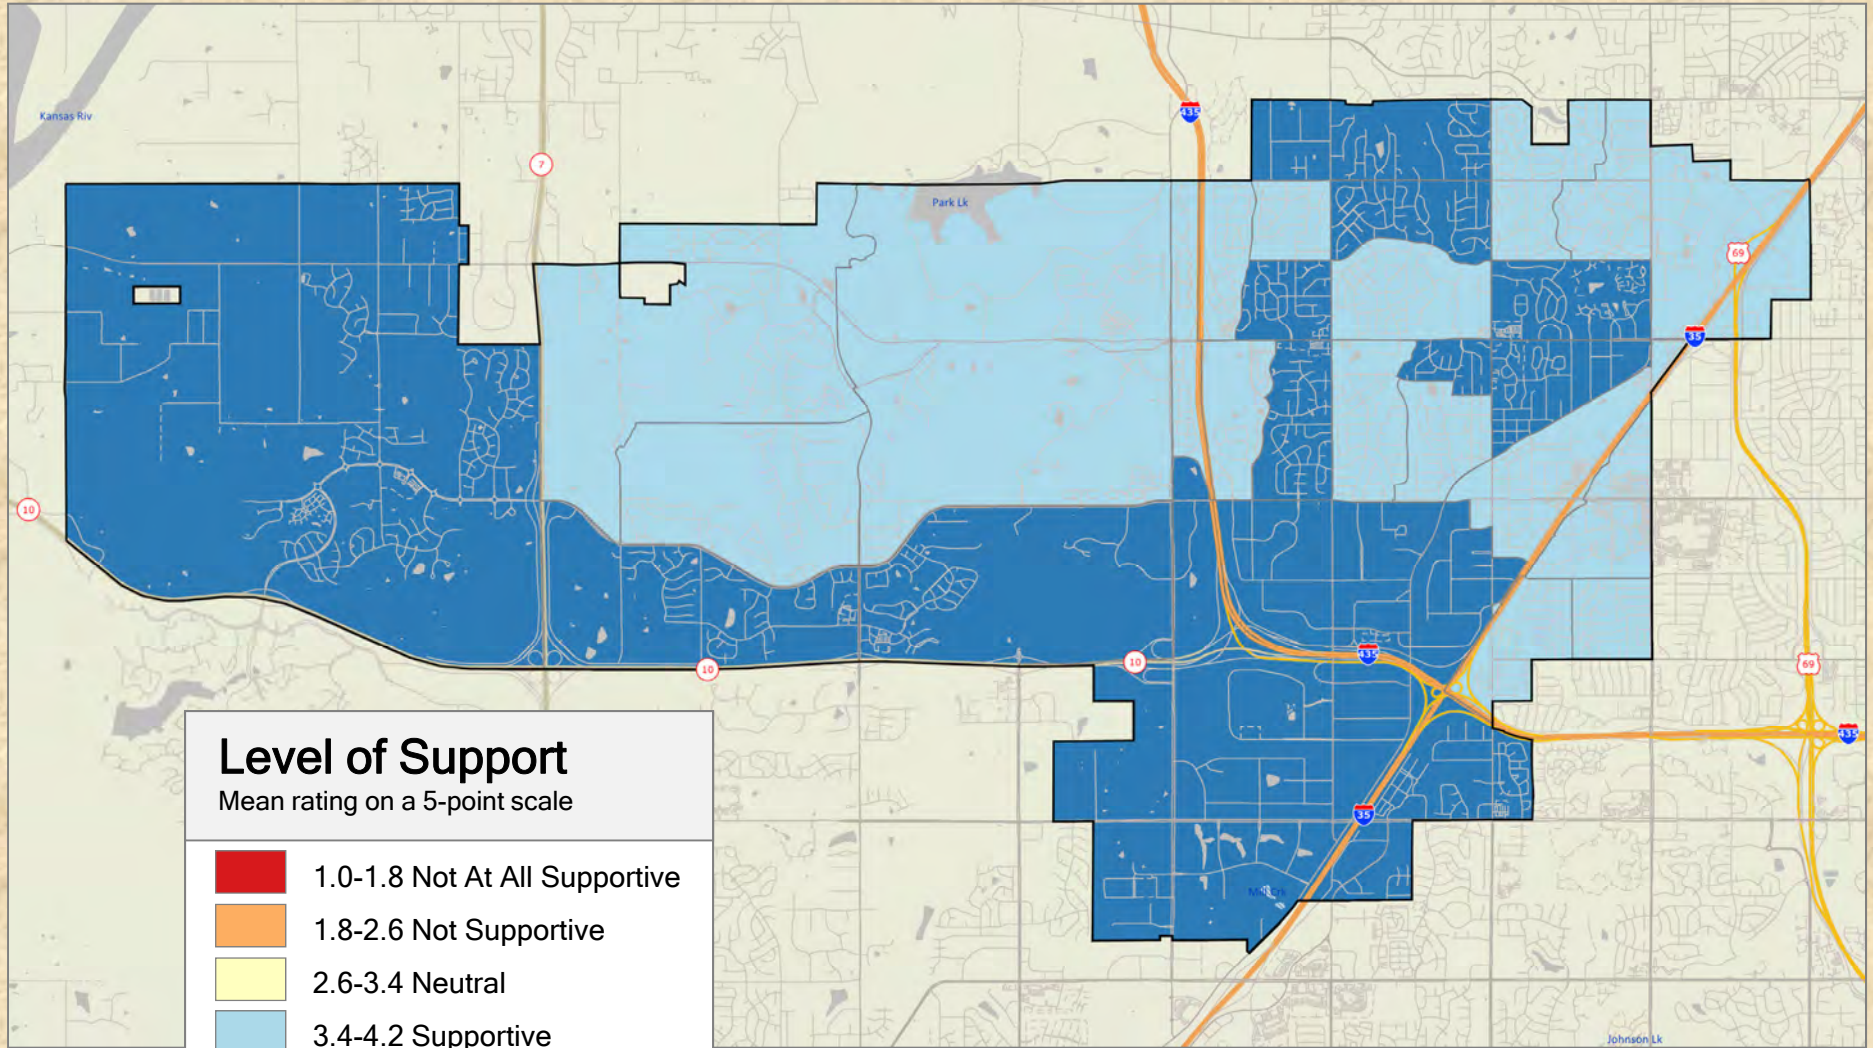 Kansas Riv
7
435
Park Lk
69
35
10
10
10
435
69
435
35
Mill Crk
Johnson Lk
Level of Support
Mean rating on a 5-point scale
1.0-1.8 Not At All Supportive
1.8-2.6 Not Supportive
2.6-3.4 Neutral
3.4-4.2 Supportive